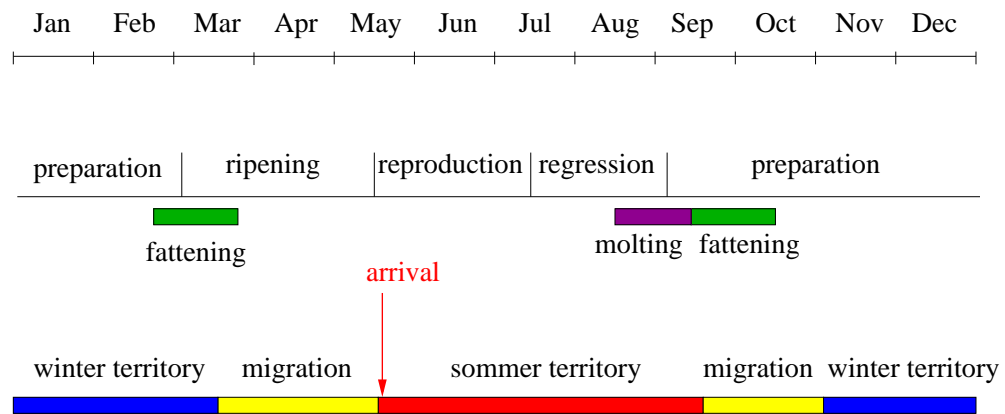 Jan Feb Mar Apr May Jun Jul Aug Sep Oct Nov Dec
preparation ripening reproduction regression preparation
fattening molting fattening
arrival
winter territory migration sommer territory migration winter territory